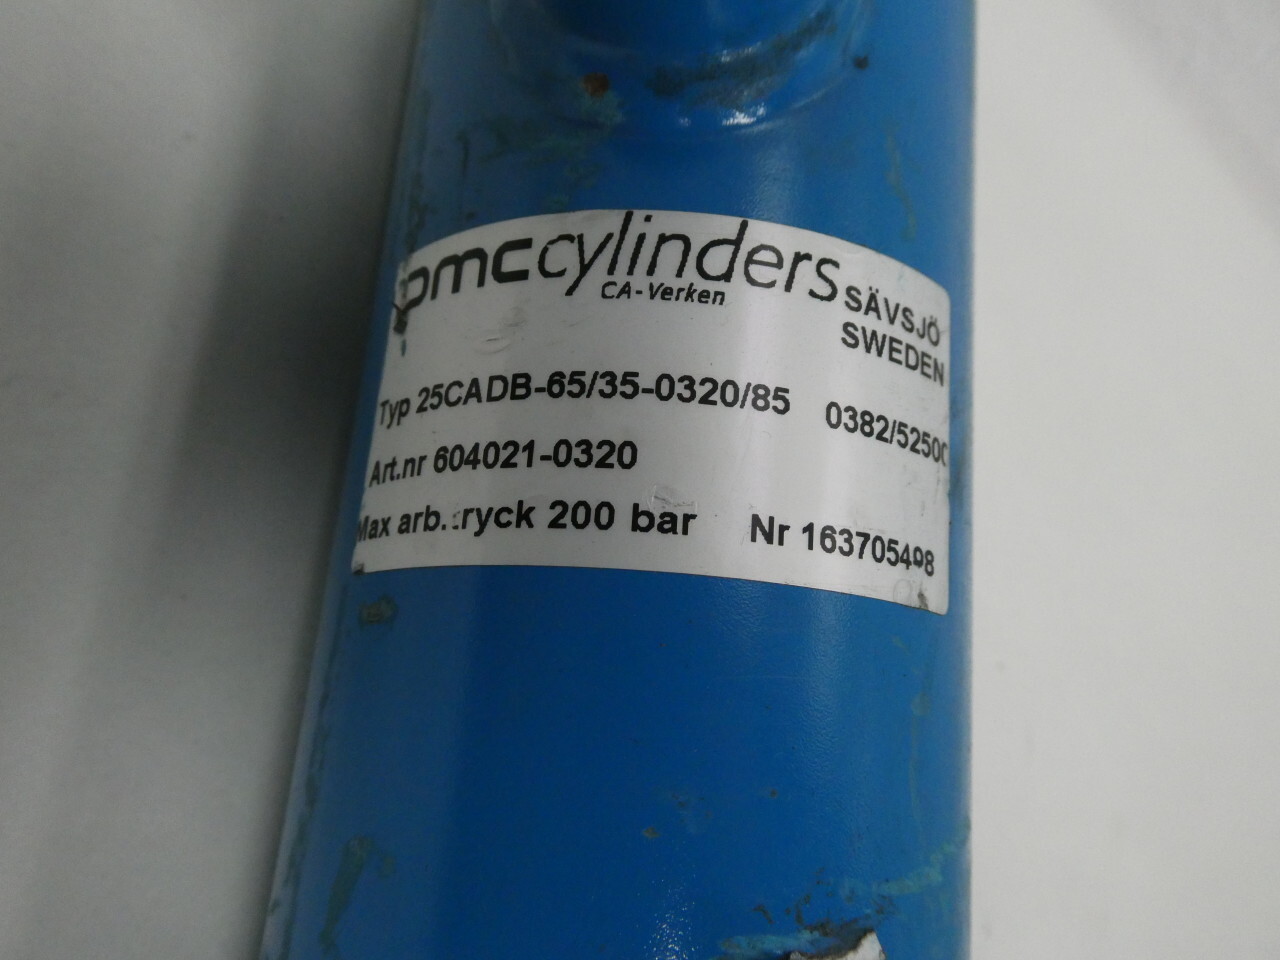 pmccylinders
CA-Verken
SÄVSJÖ
SWEDEN
Typ 25CADB-65/35-0320/85 0382/5250C
Art.nr 604021-0320
Max arb. ryck 200 bar Nr 163705498